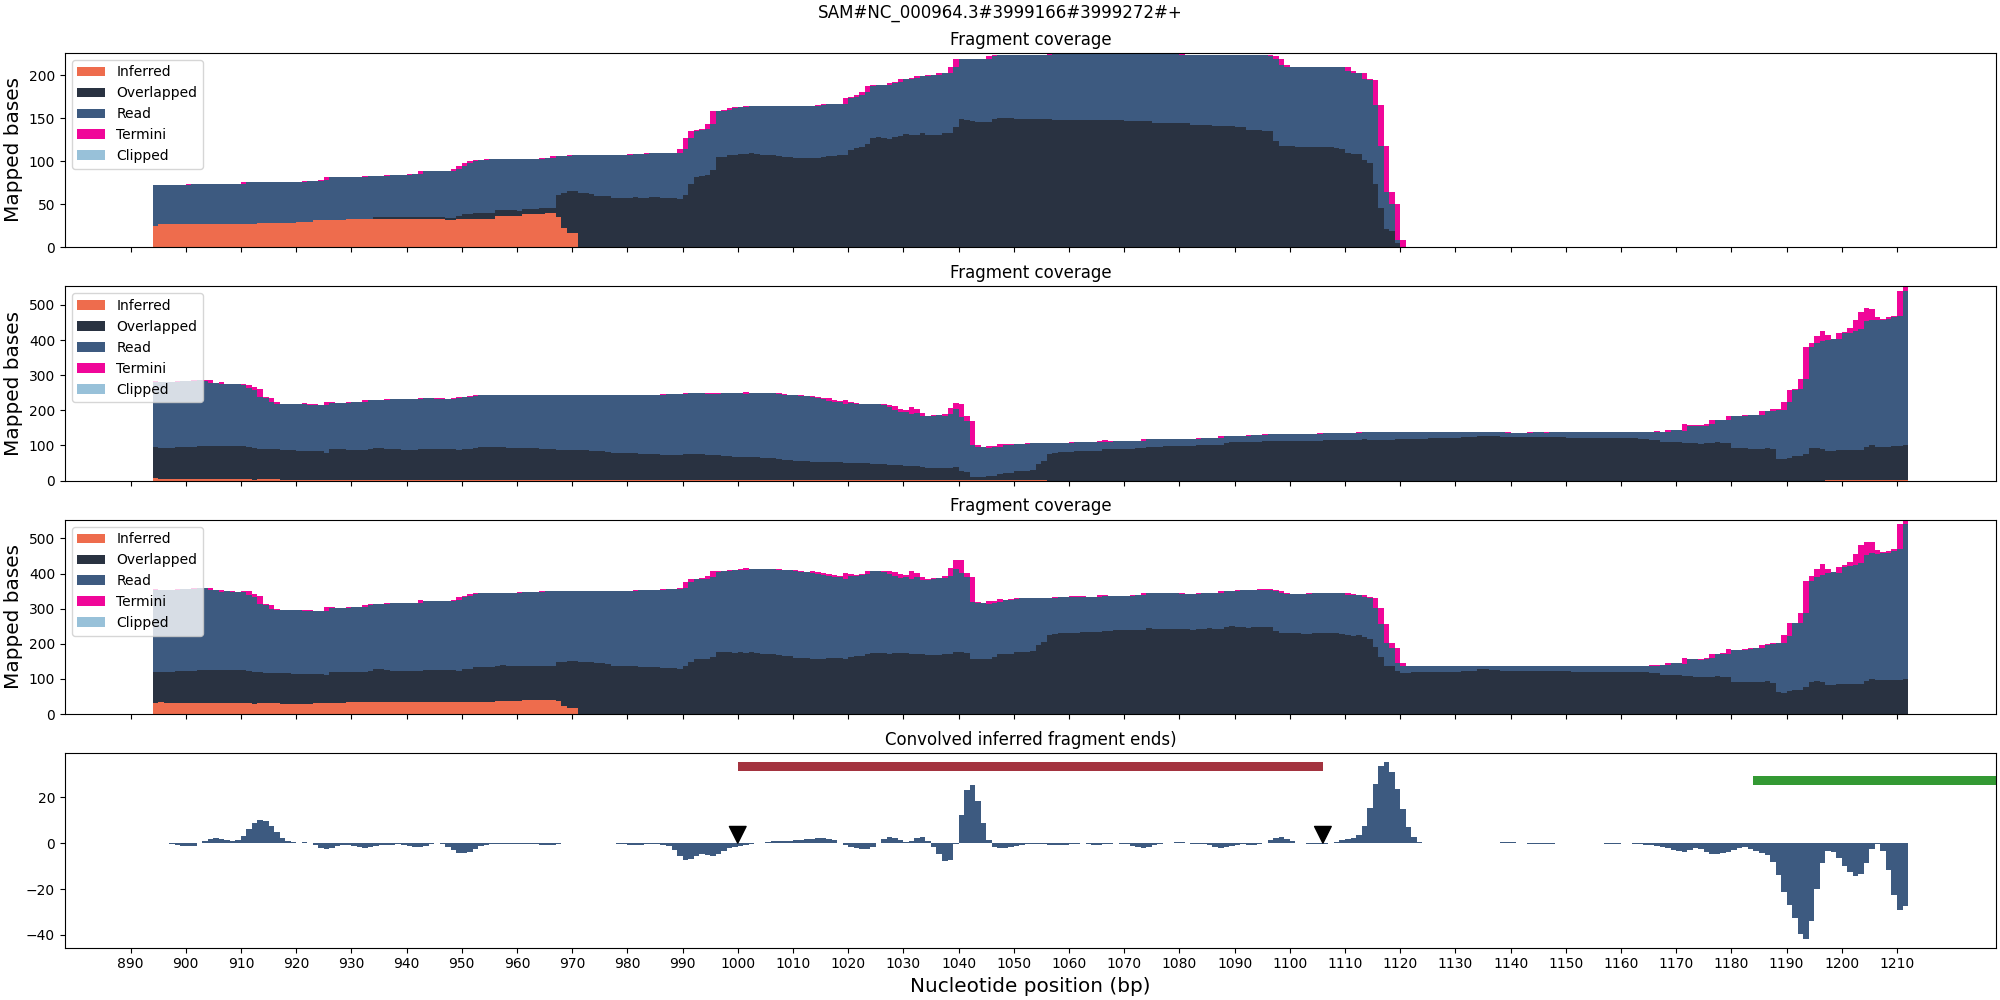 SAM#NC_000964.3#3999166#3999272#+
Fragment coverage
Mapped bases
200
150
100
50
0
Inferred
Overlapped
Read
Termini
Clipped
Fragment coverage
Mapped bases
500
400
300
200
100
0
Inferred
Overlapped
Read
Termini
Clipped
Fragment coverage
Mapped bases
500
400
300
200
100
0
Inferred
Overlapped
Read
Termini
Clipped
Convolved inferred fragment ends)
20
0
−20
−40
890 900 910 920 930 940 950 960 970 980 990 1000 1010 1020 1030 1040 1050 1060 1070 1080 1090 1100 1110 1120 1130 1140 1150 1160 1170 1180 1190 1200 1210
Nucleotide position (bp)